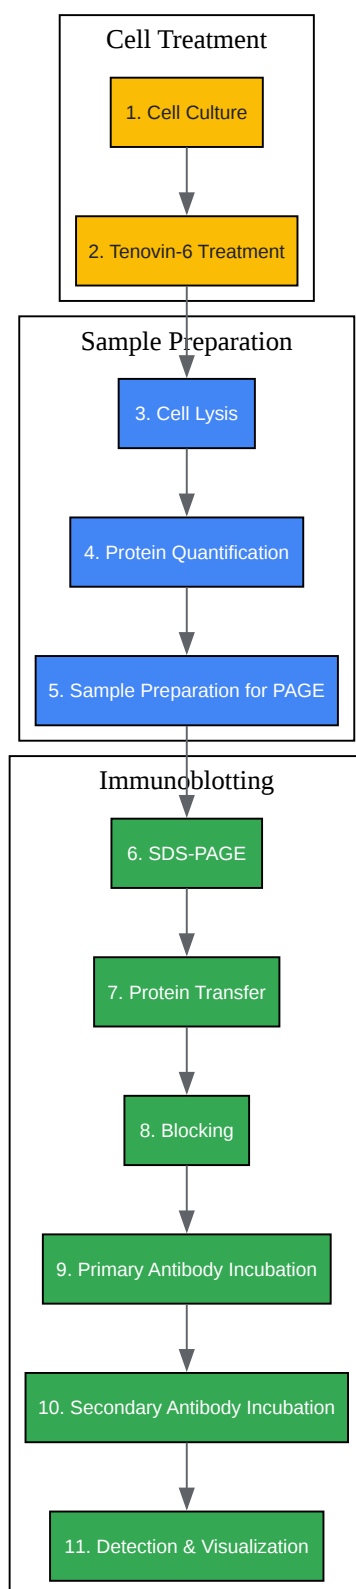 Cell Treatment
1. Cell Culture
2. Tenovin-6 Treatment
Sample Preparation
3. Cell Lysis
4. Protein Quantification
5. Sample Preparation for PAGE
Immunoblotting
6. SDS-PAGE
7. Protein Transfer
8. Blocking
9. Primary Antibody Incubation
10. Secondary Antibody Incubation
11. Detection & Visualization